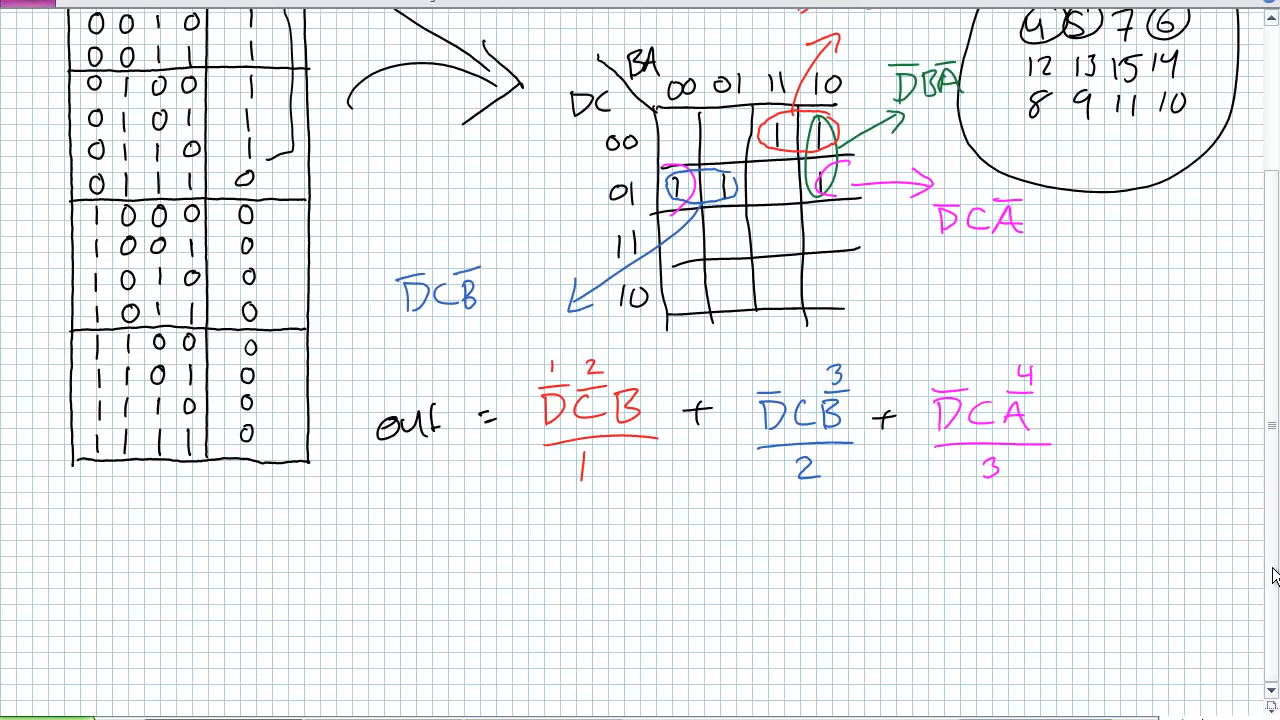 0 0 1 0 1
0 0 1 1 1
0 1 0 0 1
0 1 0 1 1
0 1 1 0 1
0 1 1 1 0
1 0 0 0 0
1 0 0 1 0
1 0 1 0 0
1 0 1 1 0
1 1 0 0 0
1 1 0 1 0
1 1 1 0 0
1 1 1 1 0
BA
DC 00 01 11 10
00 1 1
01 1 1 1
11
10
D̅BA̅
D̅CA̅
D̅CB̅
4 5 7 6
12 13 15 14
8 9 11 10
1 2 3 4
out = D̅C̅B + D̅CB̅ + D̅CA̅
1 2 3